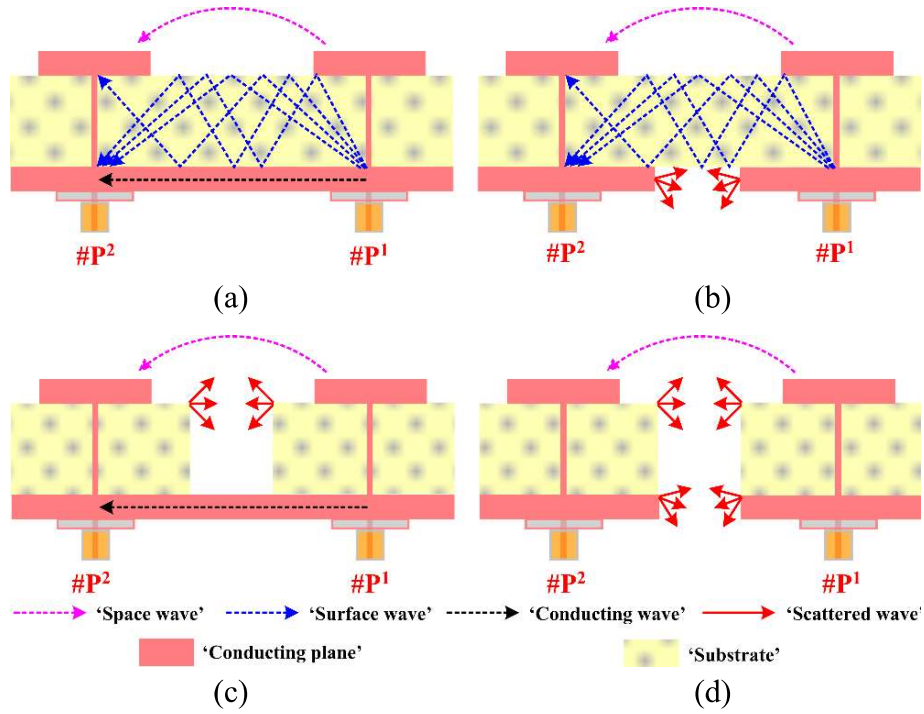 #P² #P¹ #P² #P¹
(a) (b)
#P² #P¹ #P² #P¹
‘Space wave’ ‘Surface wave’ ‘Conducting wave’ ‘Scattered wave’
‘Conducting plane’ ‘Substrate’
(c) (d)